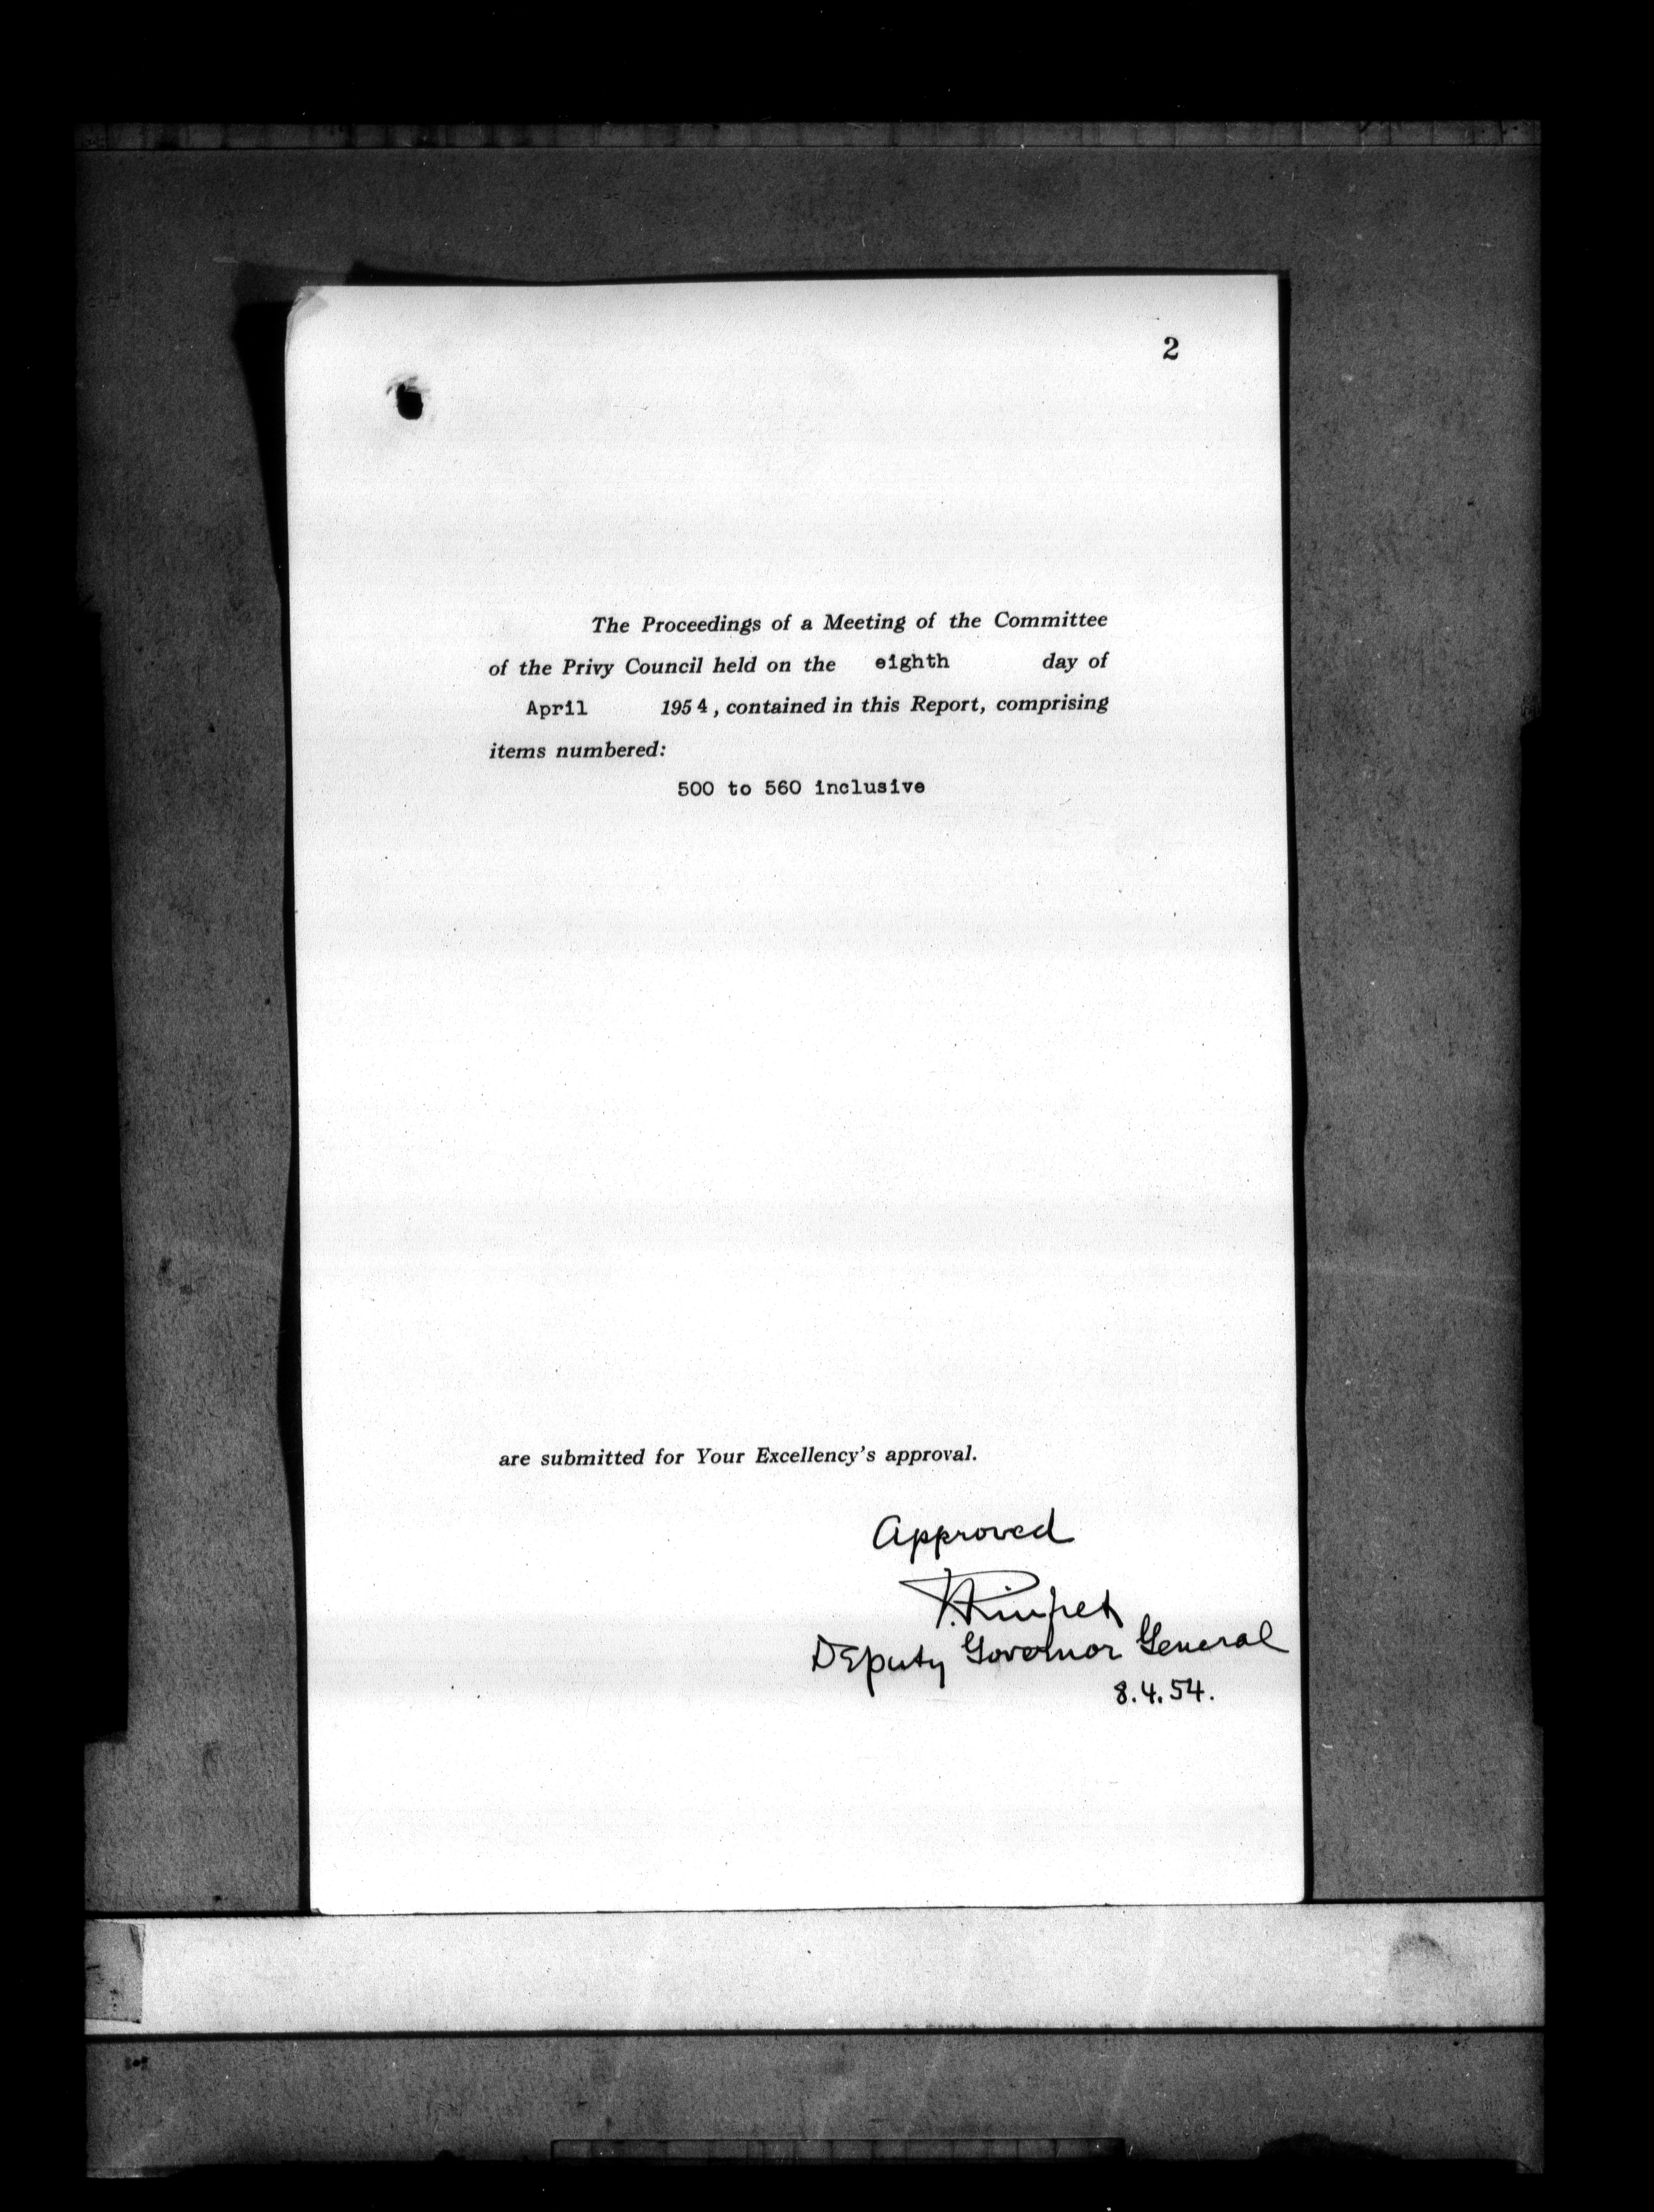 2
The Proceedings of a Meeting of the Committee
of the Privy Council held on the eighth day of
April 1954, contained in this Report, comprising
items numbered:
500 to 560 inclusive
are submitted for Your Excellency's approval.
Approved
Deputy Governor General
8.4.54.